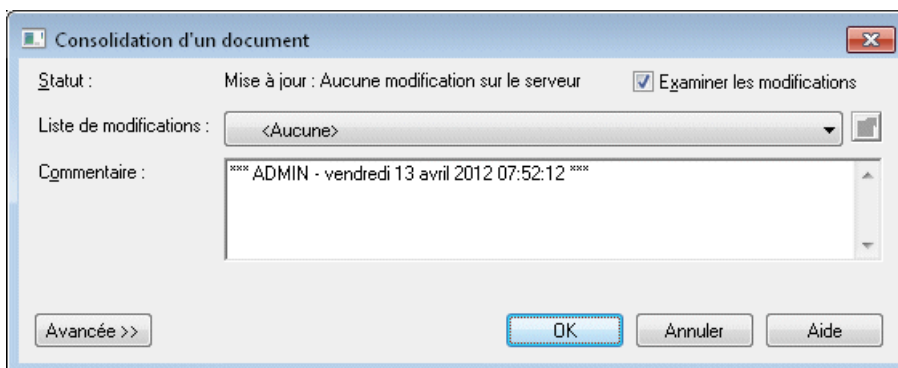 Consolidation d'un document
Statut : Mise à jour : Aucune modification sur le serveur Examiner les modifications
Liste de modifications : <Aucune>
Commentaire : *** ADMIN - vendredi 13 avril 2012 07:52:12 ***
Avancée >> OK Annuler Aide